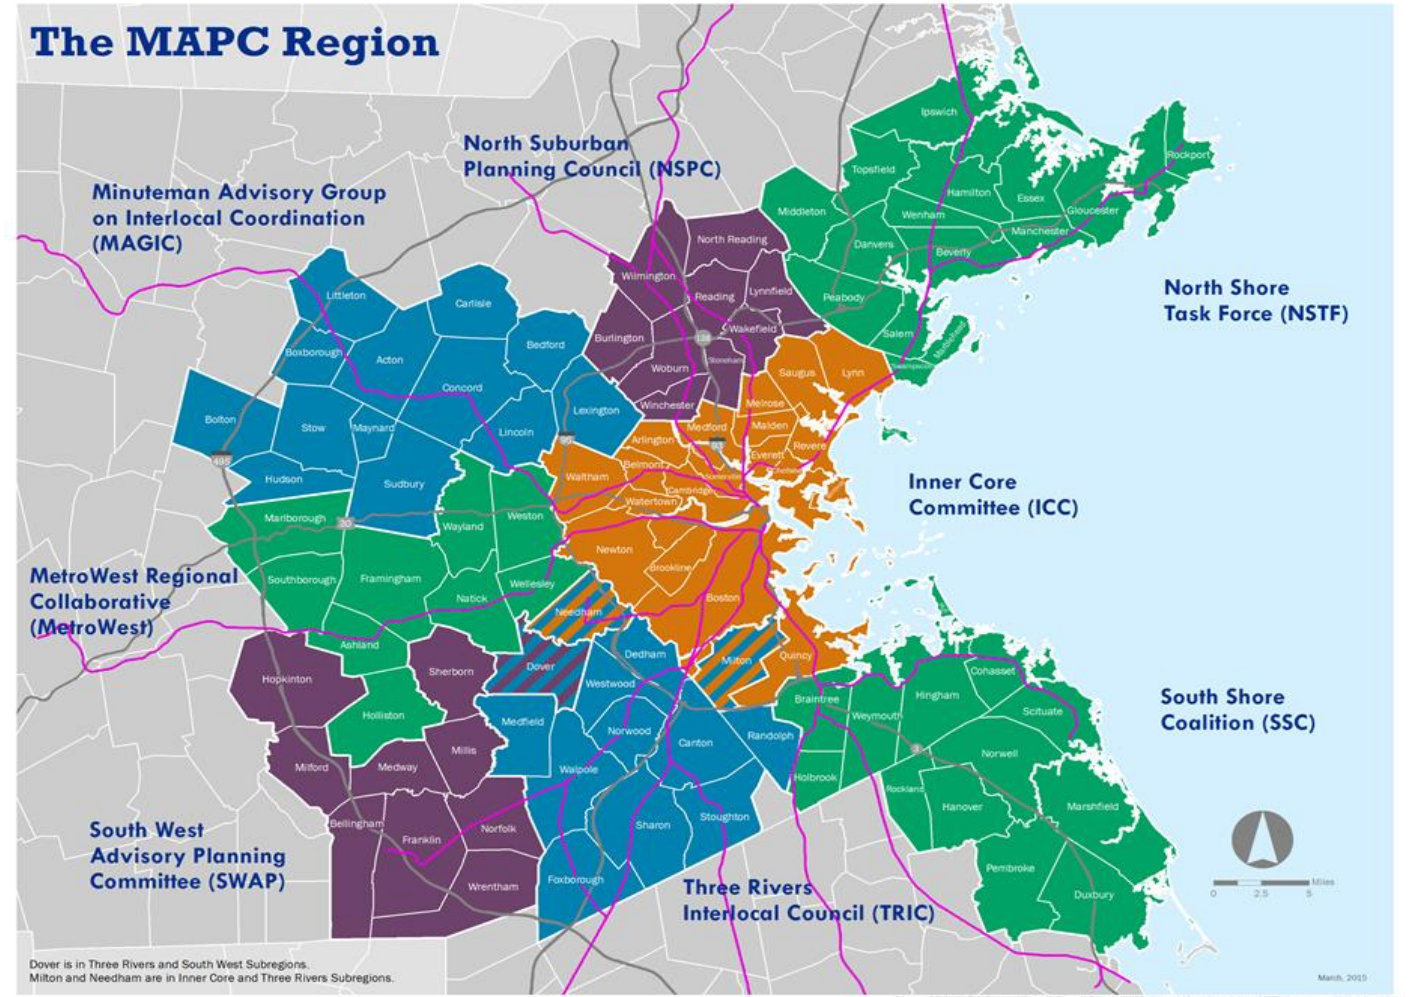 The MAPC Region
North Suburban
Planning Council (NSPC)
Minuteman Advisory Group
on Interlocal Coordination
(MAGIC)
North Shore
Task Force (NSTF)
Inner Core
Committee (ICC)
MetroWest Regional
Collaborative
(MetroWest)
South Shore
Coalition (SSC)
South West
Advisory Planning
Committee (SWAP)
Three Rivers
Interlocal Council (TRIC)
Ipswich
Rockport
Topsfield
Hamilton
Essex
Gloucester
Middleton
Wenham
Manchester
Danvers
Beverly
Peabody
Salem
Marblehead
North Reading
Wilmington
Reading
Lynnfield
Wakefield
Burlington
Woburn
Winchester
Littleton
Carlisle
Boxborough
Acton
Bedford
Concord
Lexington
Bolton
Stow
Maynard
Lincoln
Hudson
Sudbury
Saugus
Lynn
Melrose
Medford
Malden
Arlington
Revere
Everett
Belmont
Waltham
Cambridge
Watertown
Newton
Brookline
Boston
Needham
Milton
Quincy
Marlborough
Wayland
Weston
Southborough
Framingham
Natick
Wellesley
Ashland
Holliston
Hopkinton
Sherborn
Dover
Dedham
Westwood
Medfield
Norwood
Canton
Randolph
Millis
Milford
Medway
Walpole
Bellingham
Franklin
Norfolk
Sharon
Stoughton
Wrentham
Foxborough
Braintree
Weymouth
Hingham
Cohasset
Scituate
Norwell
Holbrook
Rockland
Hanover
Marshfield
Pembroke
Duxbury
495
20
95
93
3
Miles
0 2.5 5
Dover is in Three Rivers and South West Subregions.
Milton and Needham are in Inner Core and Three Rivers Subregions.
March, 2015